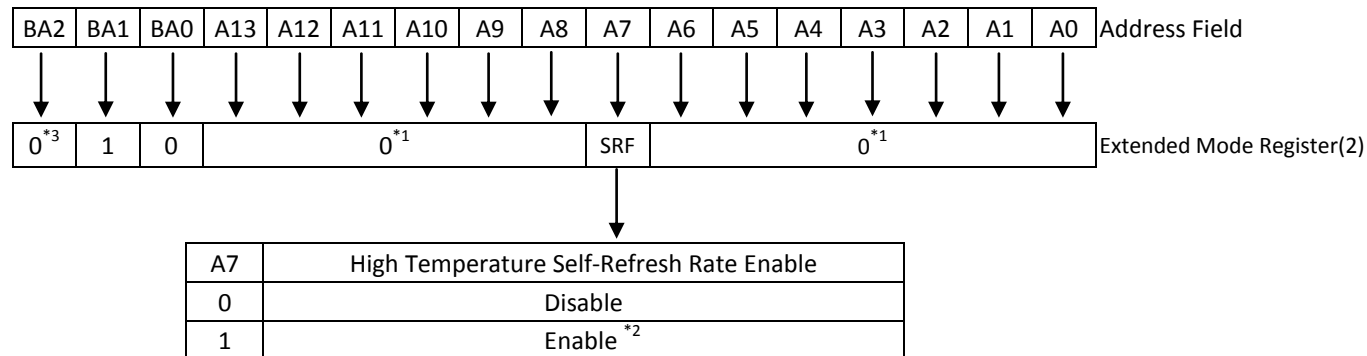 BA2 BA1 BA0 A13 A12 A11 A10 A9 A8 A7 A6 A5 A4 A3 A2 A1 A0 Address Field
0*3 1 0 0*1 SRF 0*1 Extended Mode Register(2)
A7 High Temperature Self-Refresh Rate Enable
0 Disable
1 Enable *2